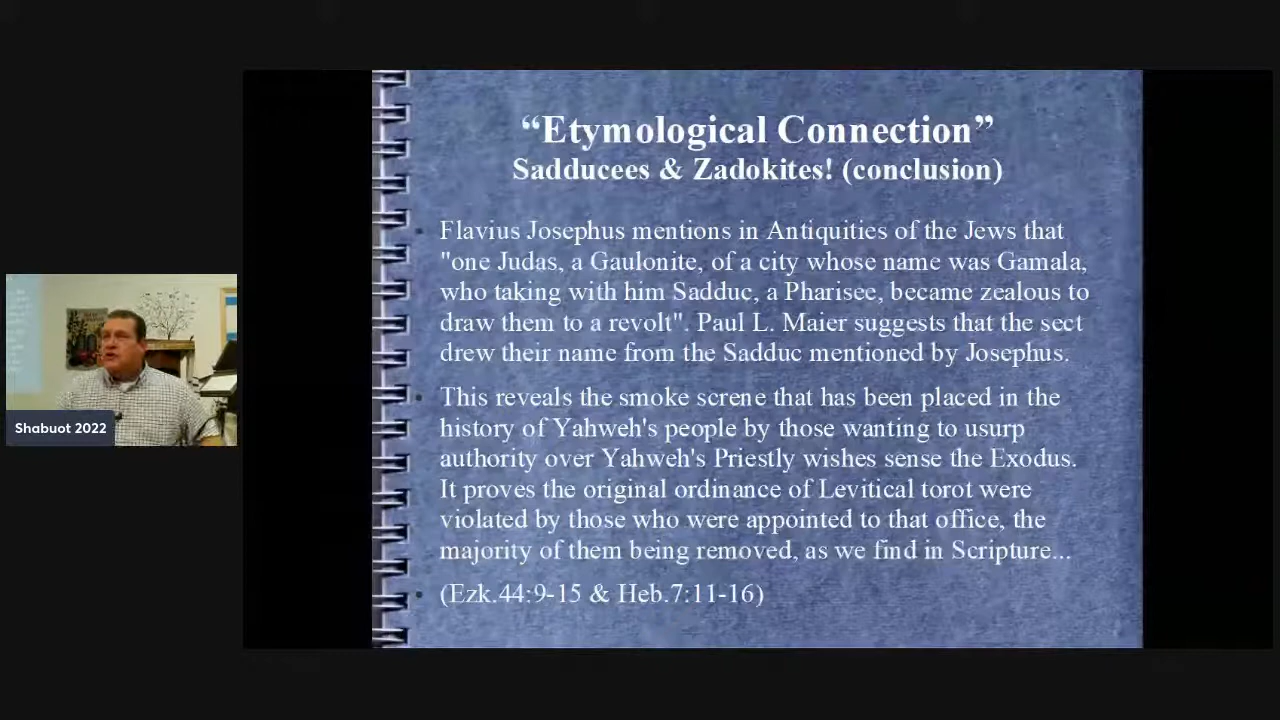 “Etymological Connection”
Sadducees & Zadokites! (conclusion)
Flavius Josephus mentions in Antiquities of the Jews that
"one Judas, a Gaulonite, of a city whose name was Gamala,
who taking with him Sadduc, a Pharisee, became zealous to
draw them to a revolt". Paul L. Maier suggests that the sect
drew their name from the Sadduc mentioned by Josephus.
This reveals the smoke screne that has been placed in the
history of Yahweh's people by those wanting to usurp
authority over Yahweh's Priestly wishes sense the Exodus.
It proves the original ordinance of Levitical torot were
violated by those who were appointed to that office, the
majority of them being removed, as we find in Scripture...
(Ezk.44:9-15 & Heb.7:11-16)
Shabuot 2022